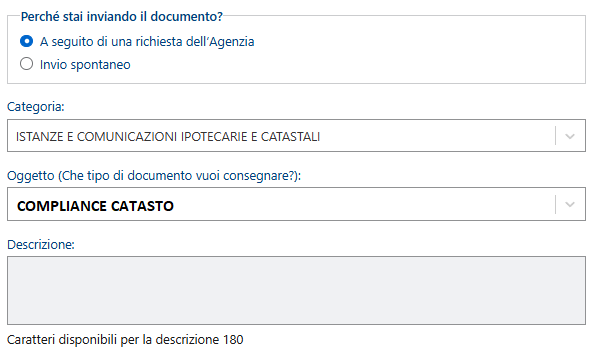 Perché stai inviando il documento?
A seguito di una richiesta dell'Agenzia
Invio spontaneo
Categoria:
ISTANZE E COMUNICAZIONI IPOTECARIE E CATASTALI
Oggetto (Che tipo di documento vuoi consegnare?):
COMPLIANCE CATASTO
Descrizione:
Caratteri disponibili per la descrizione 180